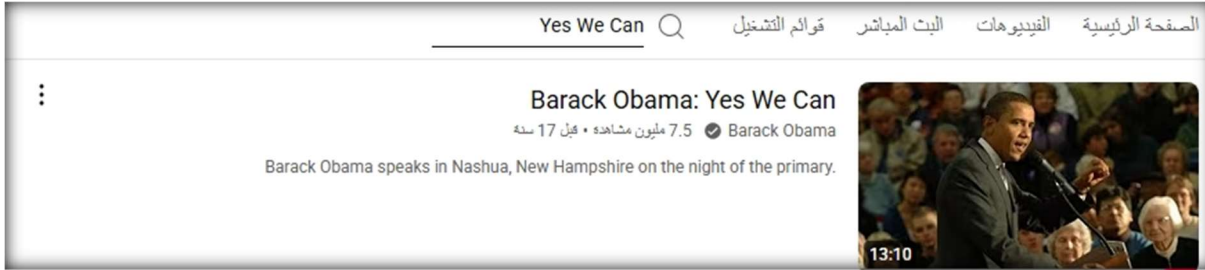 الصفحة الرئيسية الفيديوهات البث المباشر قوائم التشغيل Yes We Can
Barack Obama: Yes We Can
Barack Obama 7.5 مليون مشاهدة • قبل 17 سنة
Barack Obama speaks in Nashua, New Hampshire on the night of the primary.
13:10